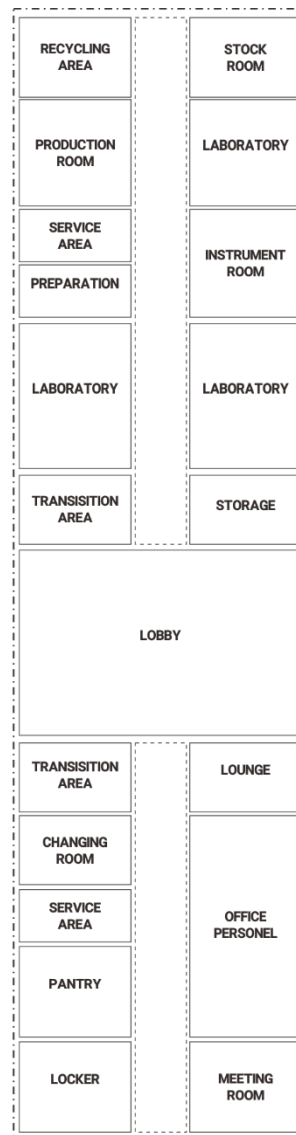 RECYCLING
AREA
STOCK
ROOM
PRODUCTION
ROOM
LABORATORY
SERVICE
AREA
INSTRUMENT
ROOM
PREPARATION
LABORATORY
LABORATORY
TRANSISITION
AREA
STORAGE
LOBBY
TRANSISITION
AREA
LOUNGE
CHANGING
ROOM
SERVICE
AREA
OFFICE
PERSONEL
PANTRY
LOCKER
MEETING
ROOM